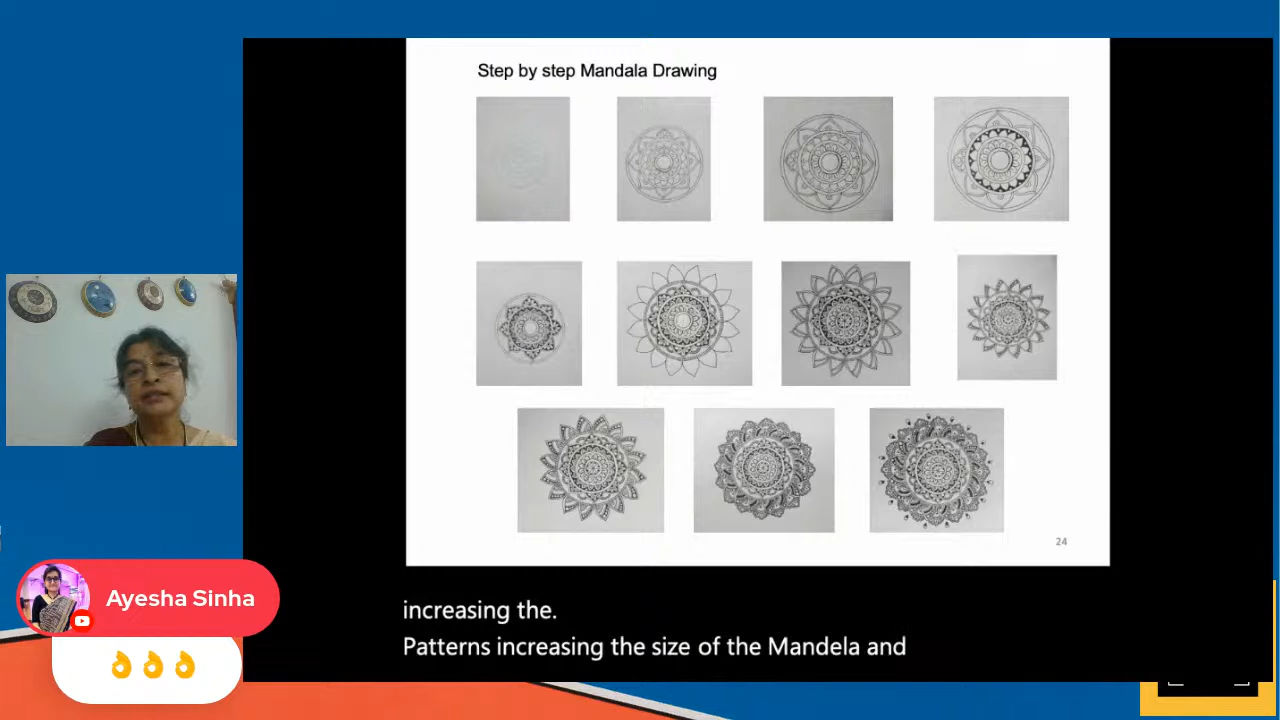 Step by step Mandala Drawing
24
Ayesha Sinha
increasing the.
Patterns increasing the size of the Mandela and